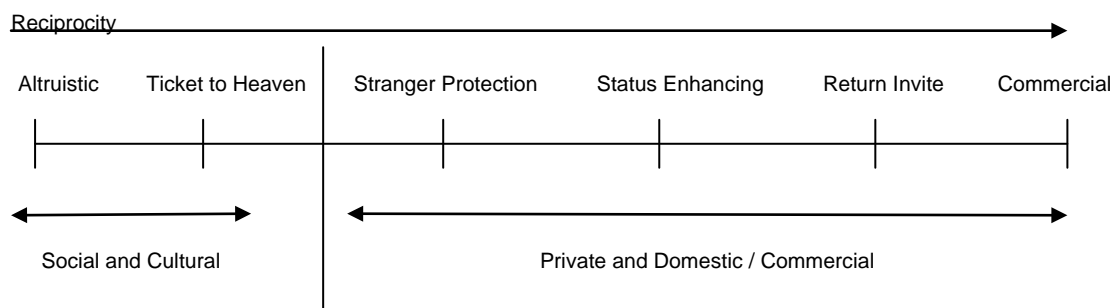 Reciprocity
Altruistic Ticket to Heaven Stranger Protection Status Enhancing Return Invite Commercial
Social and Cultural Private and Domestic / Commercial